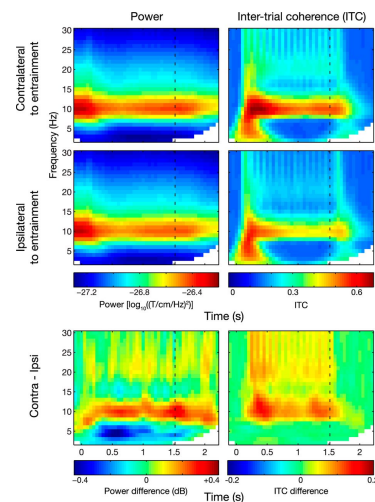 Power Inter-trial coherence (ITC)
Contralateral
to entrainment
30
25
20
15
10
5
Frequency (Hz)
Ipsilateral
to entrainment
30
25
20
15
10
5
−27.2 −26.8 −26.4
Power [log10((T/cm/Hz)2)]
0 0.3 0.6
ITC
Time (s)
Contra - Ipsi
30
25
20
15
10
5
0 0.5 1 1.5 2
0 0.5 1 1.5 2
−0.4 0 +0.4
Power difference (dB)
−0.2 0
ITC difference
Time (s)